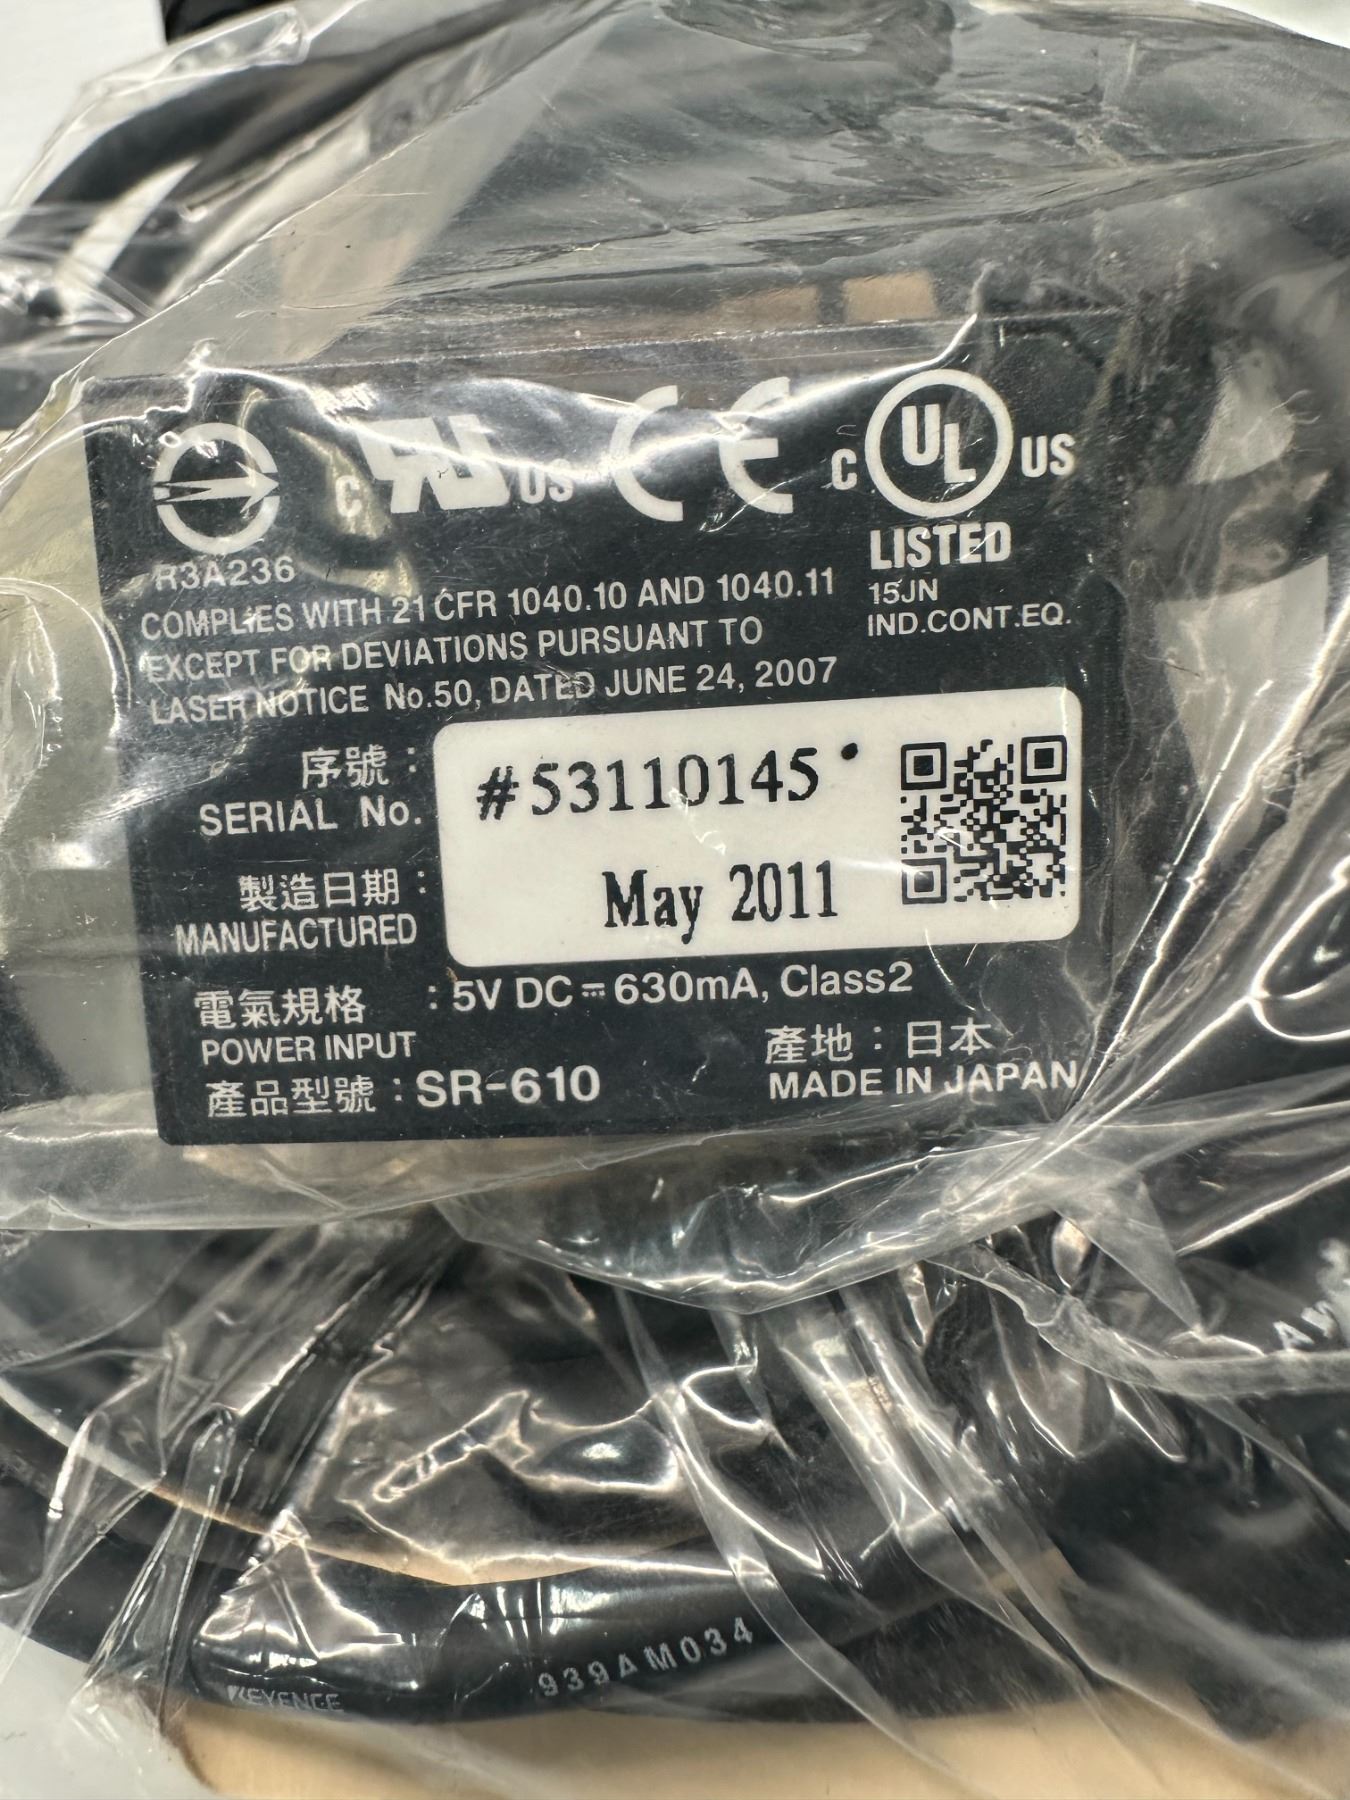 c RU US CE c UL US
LISTED
R3A236
15JN
IND.CONT.EQ.
COMPLIES WITH 21 CFR 1040.10 AND 1040.11
EXCEPT FOR DEVIATIONS PURSUANT TO
LASER NOTICE No.50, DATED JUNE 24, 2007
序號：
SERIAL No.
#53110145
製造日期：
MANUFACTURED
May 2011
電氣規格 : 5V DC⎓630mA, Class2
POWER INPUT
產品型號：SR-610
產地：日本
MADE IN JAPAN
KEYENCE 939AM034